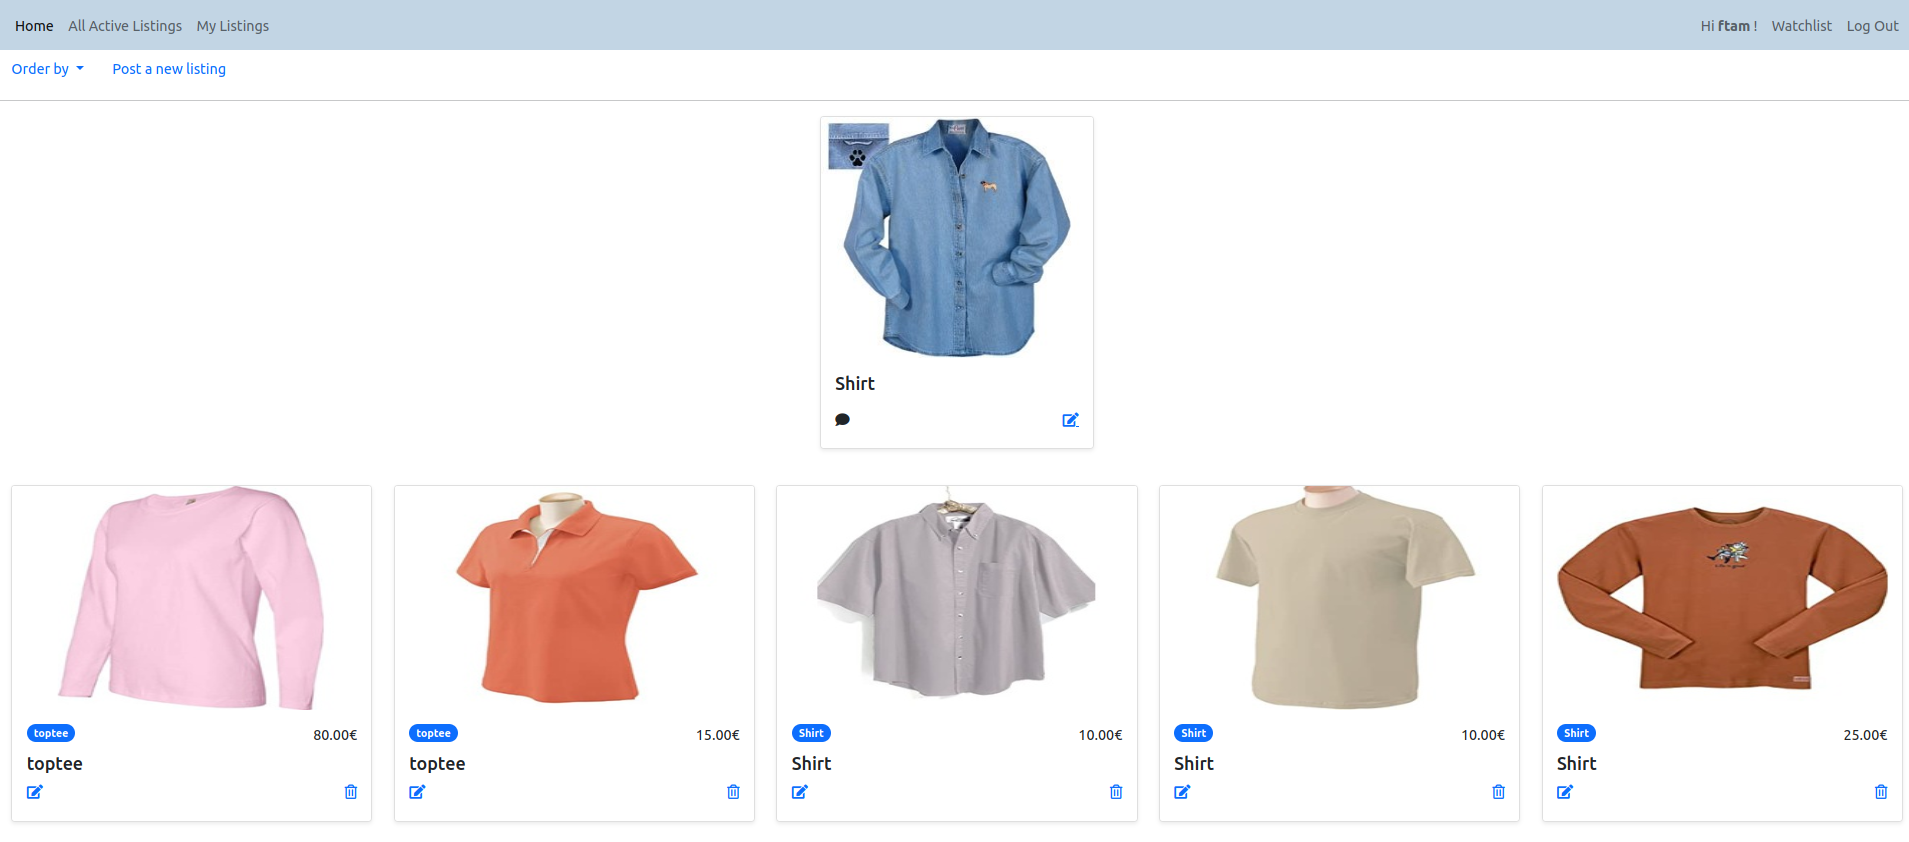 Home All Active Listings My Listings Hi ftam ! Watchlist Log Out
Order by Post a new listing
Shirt
toptee 80.00€
toptee
toptee 15.00€
toptee
Shirt 10.00€
Shirt
Shirt 10.00€
Shirt
Shirt 25.00€
Shirt